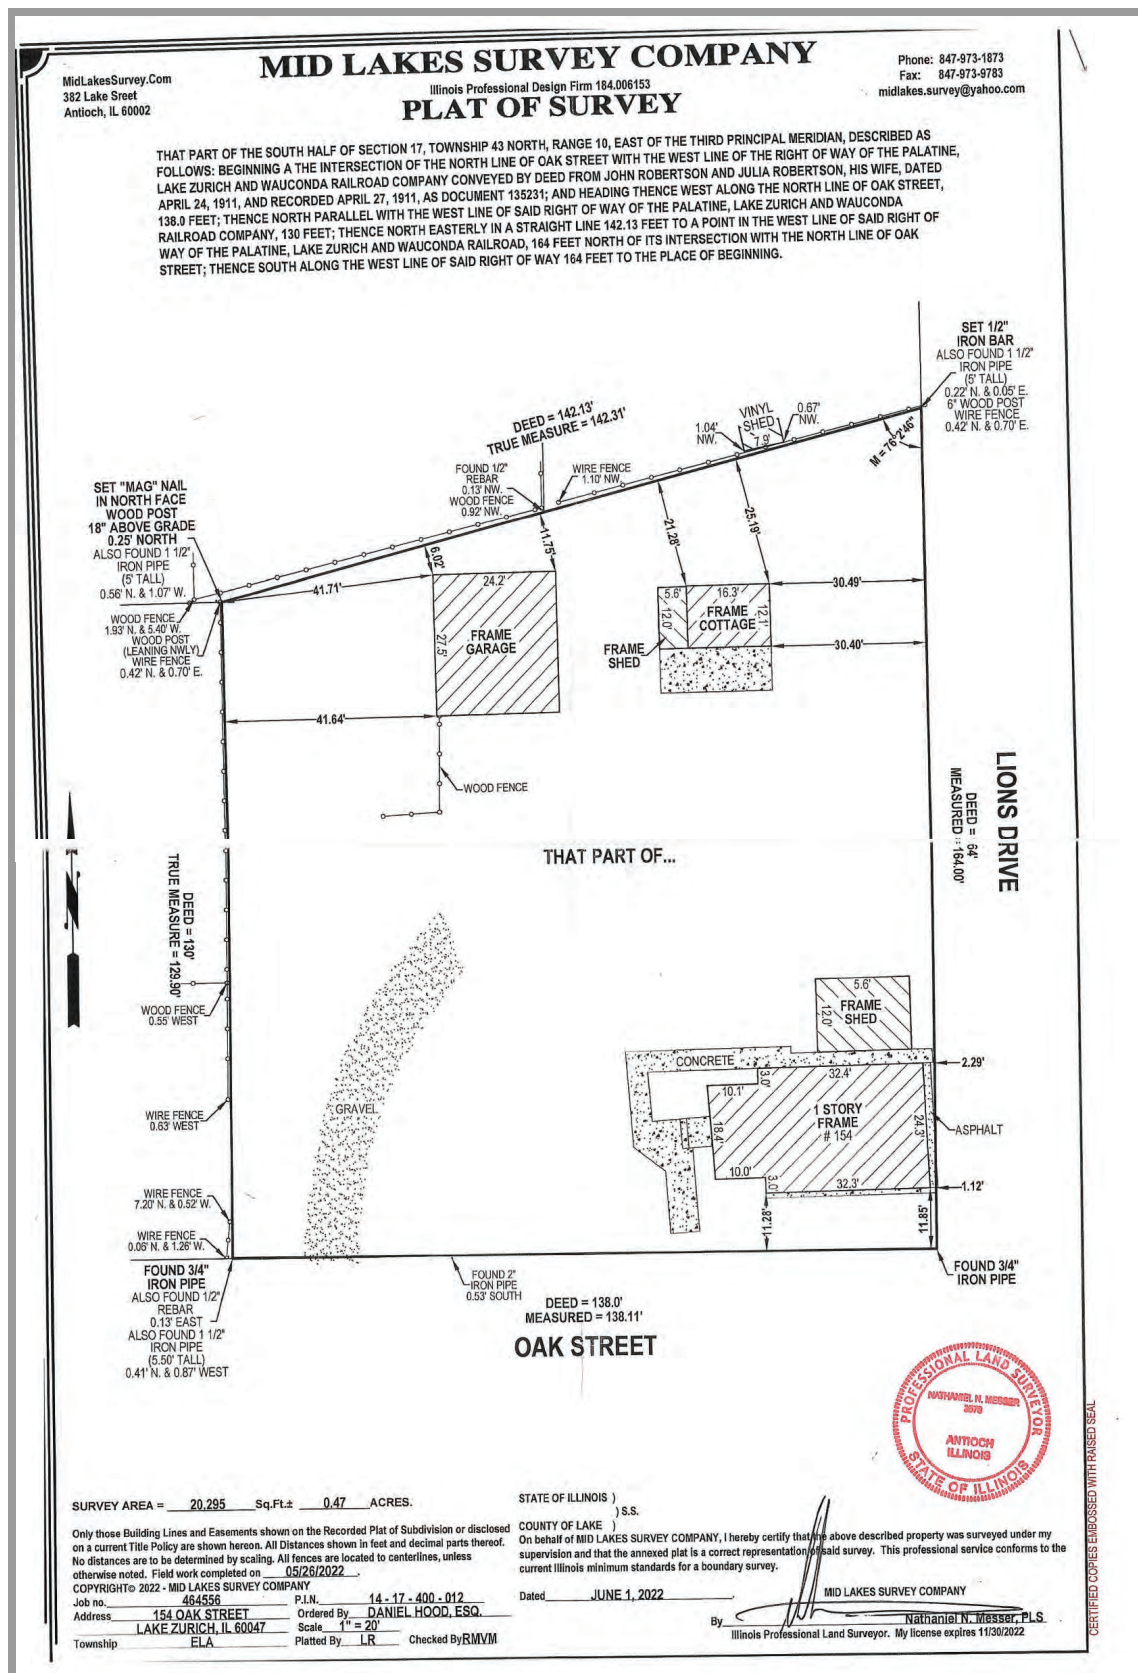 MID LAKES SURVEY COMPANY
MidLakesSurvey.Com
382 Lake Sreet
Antioch, IL 60002
Illinois Professional Design Firm 184.006153
PLAT OF SURVEY
Phone: 847-973-1873
Fax: 847-973-9783
midlakes.survey@yahoo.com
THAT PART OF THE SOUTH HALF OF SECTION 17, TOWNSHIP 43 NORTH, RANGE 10, EAST OF THE THIRD PRINCIPAL MERIDIAN, DESCRIBED AS
FOLLOWS: BEGINNING A THE INTERSECTION OF THE NORTH LINE OF OAK STREET WITH THE WEST LINE OF THE RIGHT OF WAY OF THE PALATINE,
LAKE ZURICH AND WAUCONDA RAILROAD COMPANY CONVEYED BY DEED FROM JOHN ROBERTSON AND JULIA ROBERTSON, HIS WIFE, DATED
APRIL 24, 1911, AND RECORDED APRIL 27, 1911, AS DOCUMENT 135231; AND HEADING THENCE WEST ALONG THE NORTH LINE OF OAK STREET,
138.0 FEET; THENCE NORTH PARALLEL WITH THE WEST LINE OF SAID RIGHT OF WAY OF THE PALATINE, LAKE ZURICH AND WAUCONDA
RAILROAD COMPANY, 130 FEET; THENCE NORTH EASTERLY IN A STRAIGHT LINE 142.13 FEET TO A POINT IN THE WEST LINE OF SAID RIGHT OF
WAY OF THE PALATINE, LAKE ZURICH AND WAUCONDA RAILROAD, 164 FEET NORTH OF ITS INTERSECTION WITH THE NORTH LINE OF OAK
STREET; THENCE SOUTH ALONG THE WEST LINE OF SAID RIGHT OF WAY 164 FEET TO THE PLACE OF BEGINNING.
SET 1/2"
IRON BAR
ALSO FOUND 1 1/2"
IRON PIPE
(5' TALL)
0.22' N. & 0.05' E.
6" WOOD POST
WIRE FENCE
0.42' N. & 0.70' E.
DEED = 142.13'
TRUE MEASURE = 142.31'
VINYL
SHED
0.67'
NW.
1.04'
NW.
7.9'
M = 76°2'46"
FOUND 1/2"
REBAR
0.13' NW.
WOOD FENCE
0.92' NW.
WIRE FENCE
1.10' NW.
SET "MAG" NAIL
IN NORTH FACE
WOOD POST
18" ABOVE GRADE
0.25' NORTH
ALSO FOUND 1 1/2"
IRON PIPE
(5' TALL)
0.56' N. & 1.07' W.
WOOD FENCE
1.93' N. & 5.40' W.
WOOD POST
(LEANING NWLY)
WIRE FENCE
0.42' N. & 0.70' E.
6.02'
11.75'
21.28'
25.19'
41.71'
24.2'
27.5'
FRAME
GARAGE
5.6'
12.0'
16.3'
12.1'
FRAME
COTTAGE
FRAME
SHED
30.49'
30.40'
41.64'
WOOD FENCE
LIONS DRIVE
MEASURED = 164.00'
THAT PART OF...
DEED = 130'
TRUE MEASURE = 129.90'
WOOD FENCE
0.55' WEST
WIRE FENCE
0.63' WEST
GRAVEL
5.6'
12.0'
FRAME
SHED
CONCRETE
2.29'
3.0'
32.4'
10.1'
1 STORY
FRAME
# 154
18.4'
24.3'
ASPHALT
10.0'
3.0'
32.3'
1.12'
11.28'
11.85'
WIRE FENCE
7.20' N. & 0.52' W.
WIRE FENCE
0.06' N. & 1.26' W.
FOUND 3/4"
IRON PIPE
ALSO FOUND 1/2"
REBAR
0.13' EAST
ALSO FOUND 1 1/2"
IRON PIPE
(5.50' TALL)
0.41' N. & 0.87' WEST
FOUND 2"
IRON PIPE
0.53' SOUTH
FOUND 3/4"
IRON PIPE
DEED = 138.0'
MEASURED = 138.11'
OAK STREET
PROFESSIONAL LAND SURVEYOR
NATHANIEL N. MESSER
3578
ANTIOCH
ILLINOIS
STATE OF ILLINOIS
CERTIFIED COPIES EMBOSSED WITH RAISED SEAL
SURVEY AREA = 20,295 Sq.Ft.± 0.47 ACRES.
Only those Building Lines and Easements shown on the Recorded Plat of Subdivision or disclosed
on a current Title Policy are shown hereon. All Distances shown in feet and decimal parts thereof.
No distances are to be determined by scaling. All fences are located to centerlines, unless
otherwise noted. Field work completed on 05/26/2022.
COPYRIGHT© 2022 - MID LAKES SURVEY COMPANY
Job no. 464556 P.I.N. 14 - 17 - 400 - 012
Address 154 OAK STREET Ordered By DANIEL HOOD, ESQ.
LAKE ZURICH, IL 60047 Scale 1" = 20'
Township ELA Platted By LR Checked By RMVM
STATE OF ILLINOIS )
) S.S.
COUNTY OF LAKE )
On behalf of MID LAKES SURVEY COMPANY, I hereby certify that the above described property was surveyed under my
supervision and that the annexed plat is a correct representation of said survey. This professional service conforms to the
current Illinois minimum standards for a boundary survey.
Dated JUNE 1, 2022 MID LAKES SURVEY COMPANY
By Nathaniel N. Messer, PLS
Illinois Professional Land Surveyor. My license expires 11/30/2022